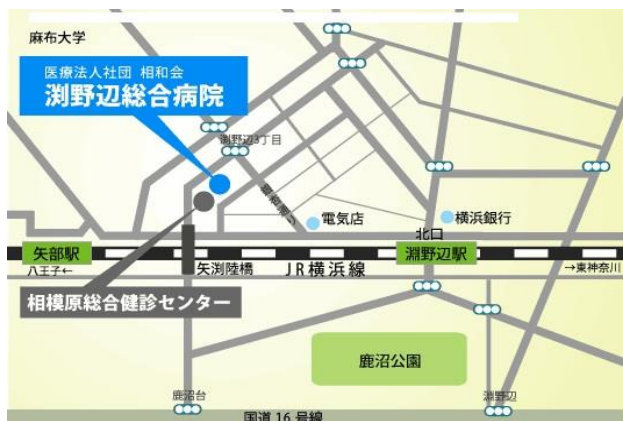 麻布大学
医療法人社団 相和会
渕野辺総合病院
渕野辺3丁目
電気店
横浜銀行
北口
矢部駅
淵野辺駅
八王子←
矢渕陸橋
JR横浜線
→東神奈川
相模原総合健診センター
鹿沼公園
鹿沼台
淵野辺
国道16号線